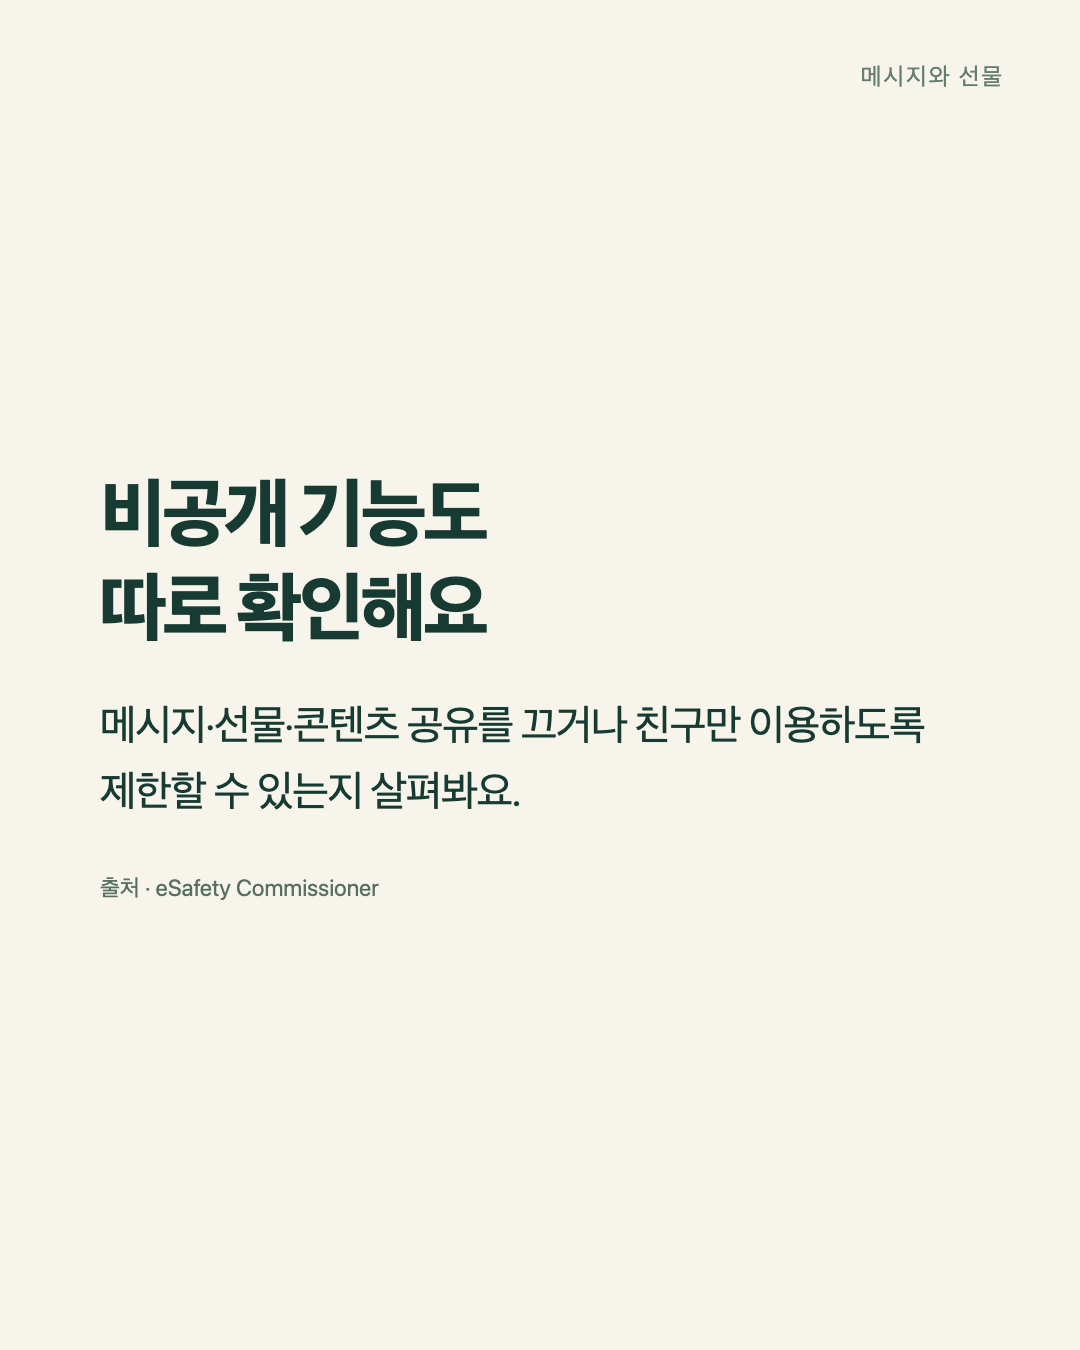 메시지와 선물
비공개 기능도
따로 확인해요
메시지·선물·콘텐츠 공유를 끄거나 친구만 이용하도록
제한할 수 있는지 살펴봐요.
출처 · eSafety Commissioner